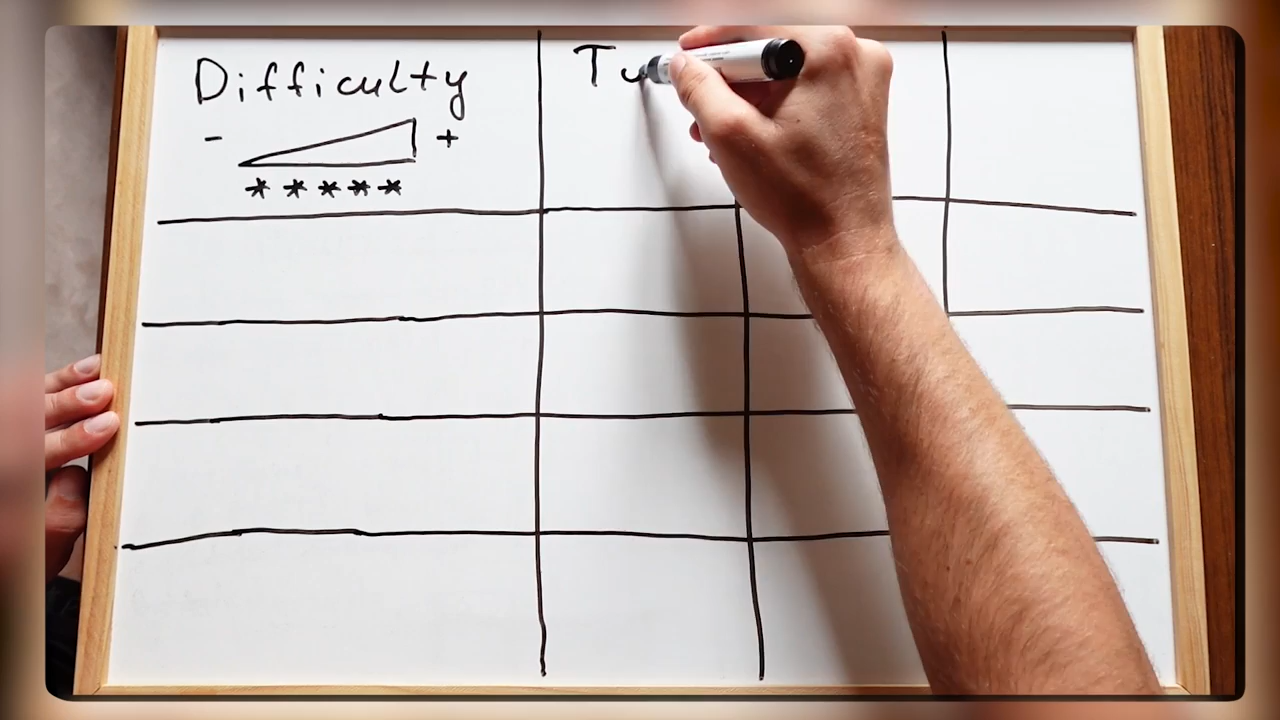 Difficulty
- +
* * * * *
T